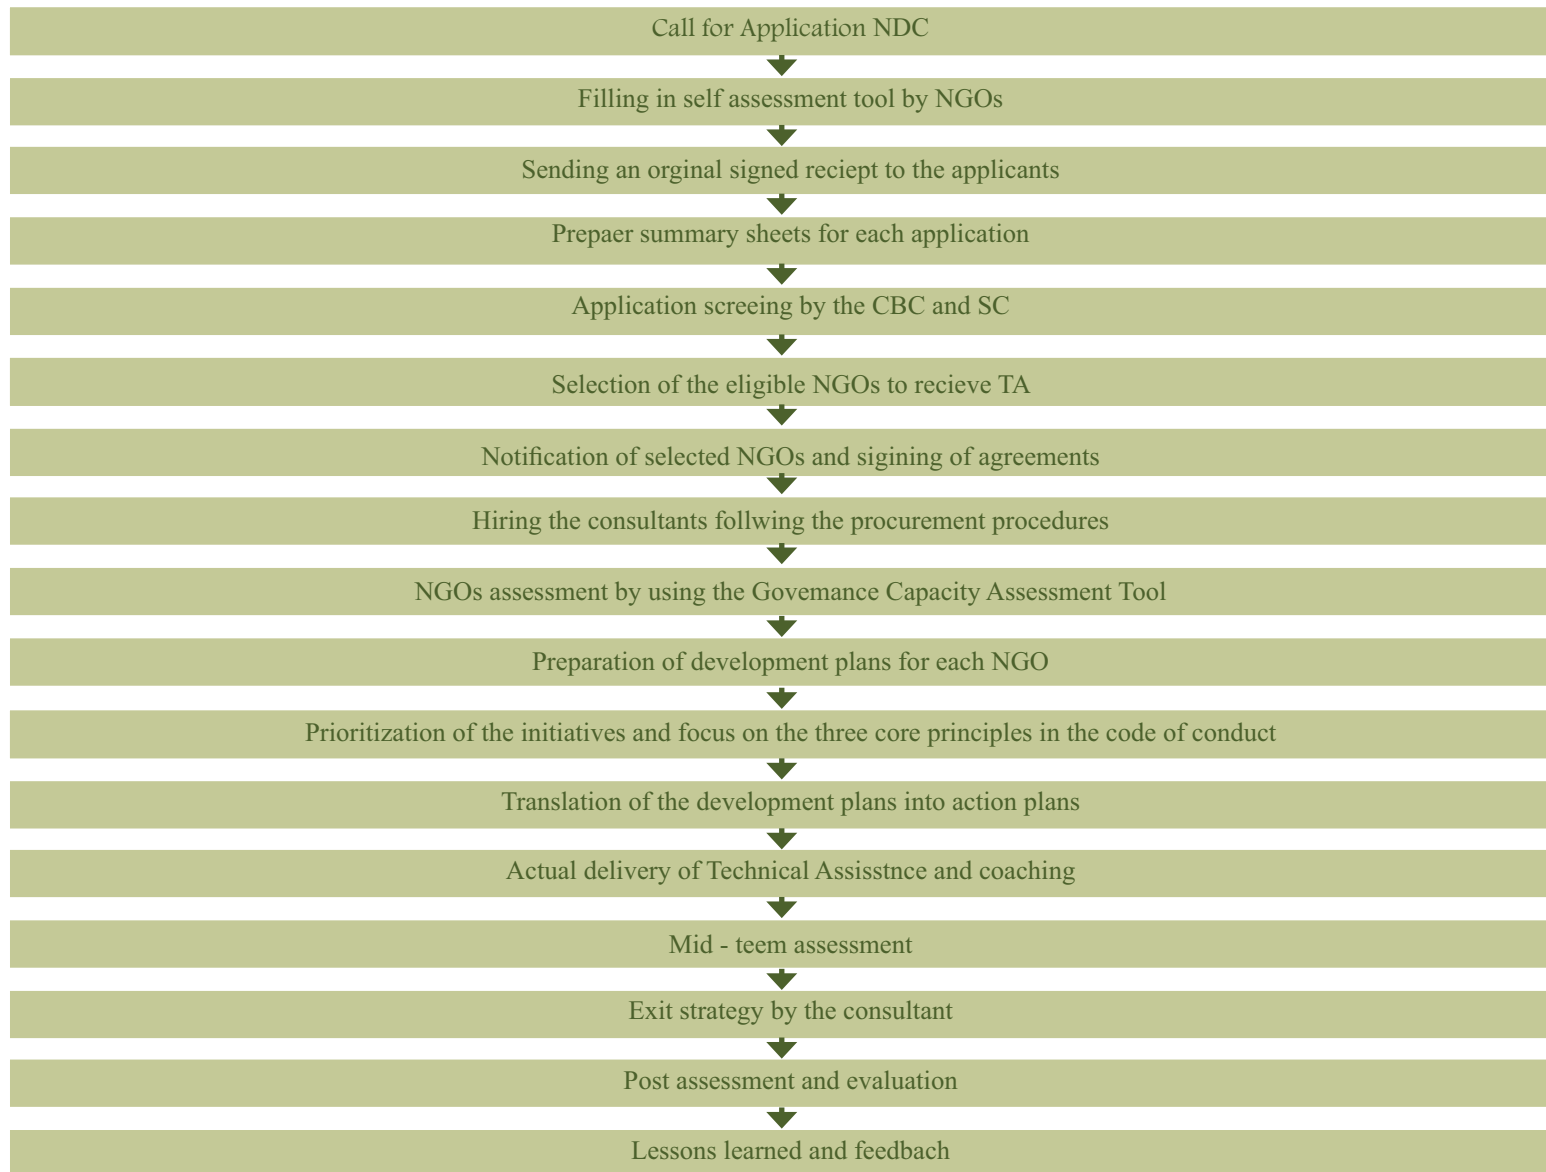 Call for Application NDC
Filling in self assessment tool by NGOs
Sending an orginal signed reciept to the applicants
Prepaer summary sheets for each application
Application screeing by the CBC and SC
Selection of the eligible NGOs to recieve TA
Notification of selected NGOs and sigining of agreements
Hiring the consultants follwing the procurement procedures
NGOs assessment by using the Govemance Capacity Assessment Tool
Preparation of development plans for each NGO
Prioritization of the initiatives and focus on the three core principles in the code of conduct
Translation of the development plans into action plans
Actual delivery of Technical Assisstnce and coaching
Mid - teem assessment
Exit strategy by the consultant
Post assessment and evaluation
Lessons learned and feedbach